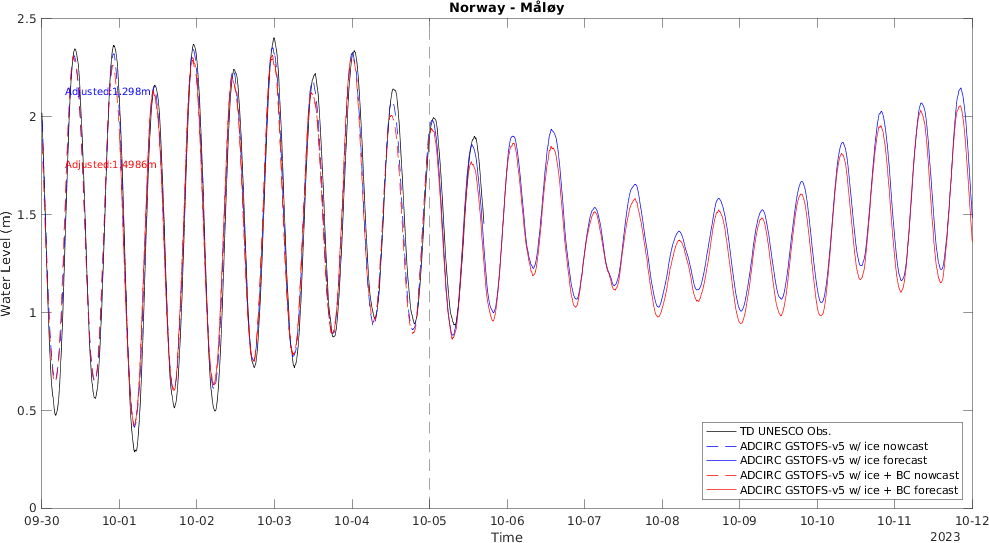 Norway - Måløy
2.5
2
1.5
1
0.5
0
Water Level (m)
Adjusted:1.298m
Adjusted:1.4986m
TD UNESCO Obs.
ADCIRC GSTOFS-v5 w/ ice nowcast
ADCIRC GSTOFS-v5 w/ ice forecast
ADCIRC GSTOFS-v5 w/ ice + BC nowcast
ADCIRC GSTOFS-v5 w/ ice + BC forecast
09-30 10-01 10-02 10-03 10-04 10-05 10-06 10-07 10-08 10-09 10-10 10-11 10-12
Time
2023